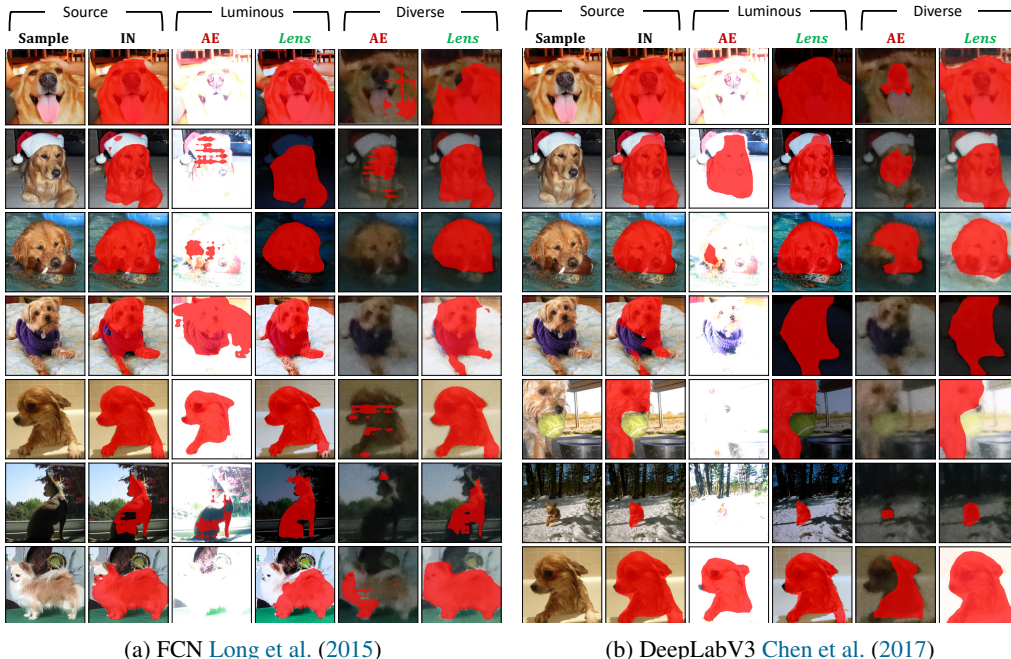 Source Luminous Diverse Source Luminous Diverse
Sample IN AE Lens AE Lens Sample IN AE Lens AE Lens
(a) FCN Long et al. (2015) (b) DeepLabV3 Chen et al. (2017)